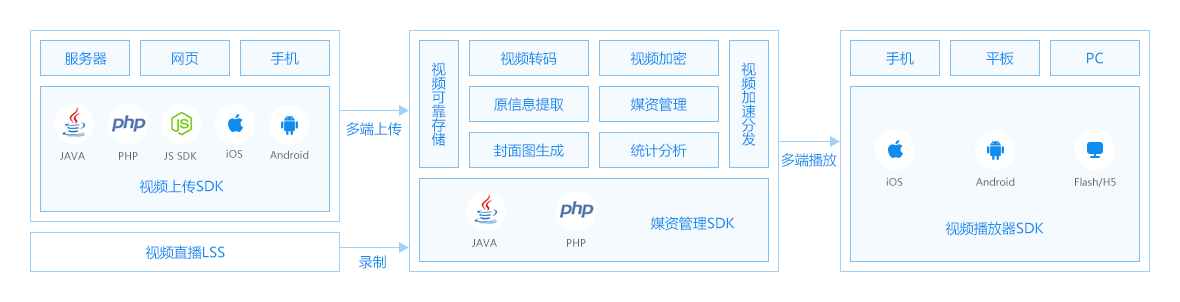 服务器
网页
手机
JAVA
php
PHP
JS
JS SDK
iOS
Android
视频上传SDK
视频直播LSS
多端上传
录制
视频可靠存储
视频转码
视频加密
原信息提取
媒资管理
封面图生成
统计分析
视频加速分发
JAVA
php
PHP
媒资管理SDK
多端播放
手机
平板
PC
iOS
Android
Flash/H5
视频播放器SDK